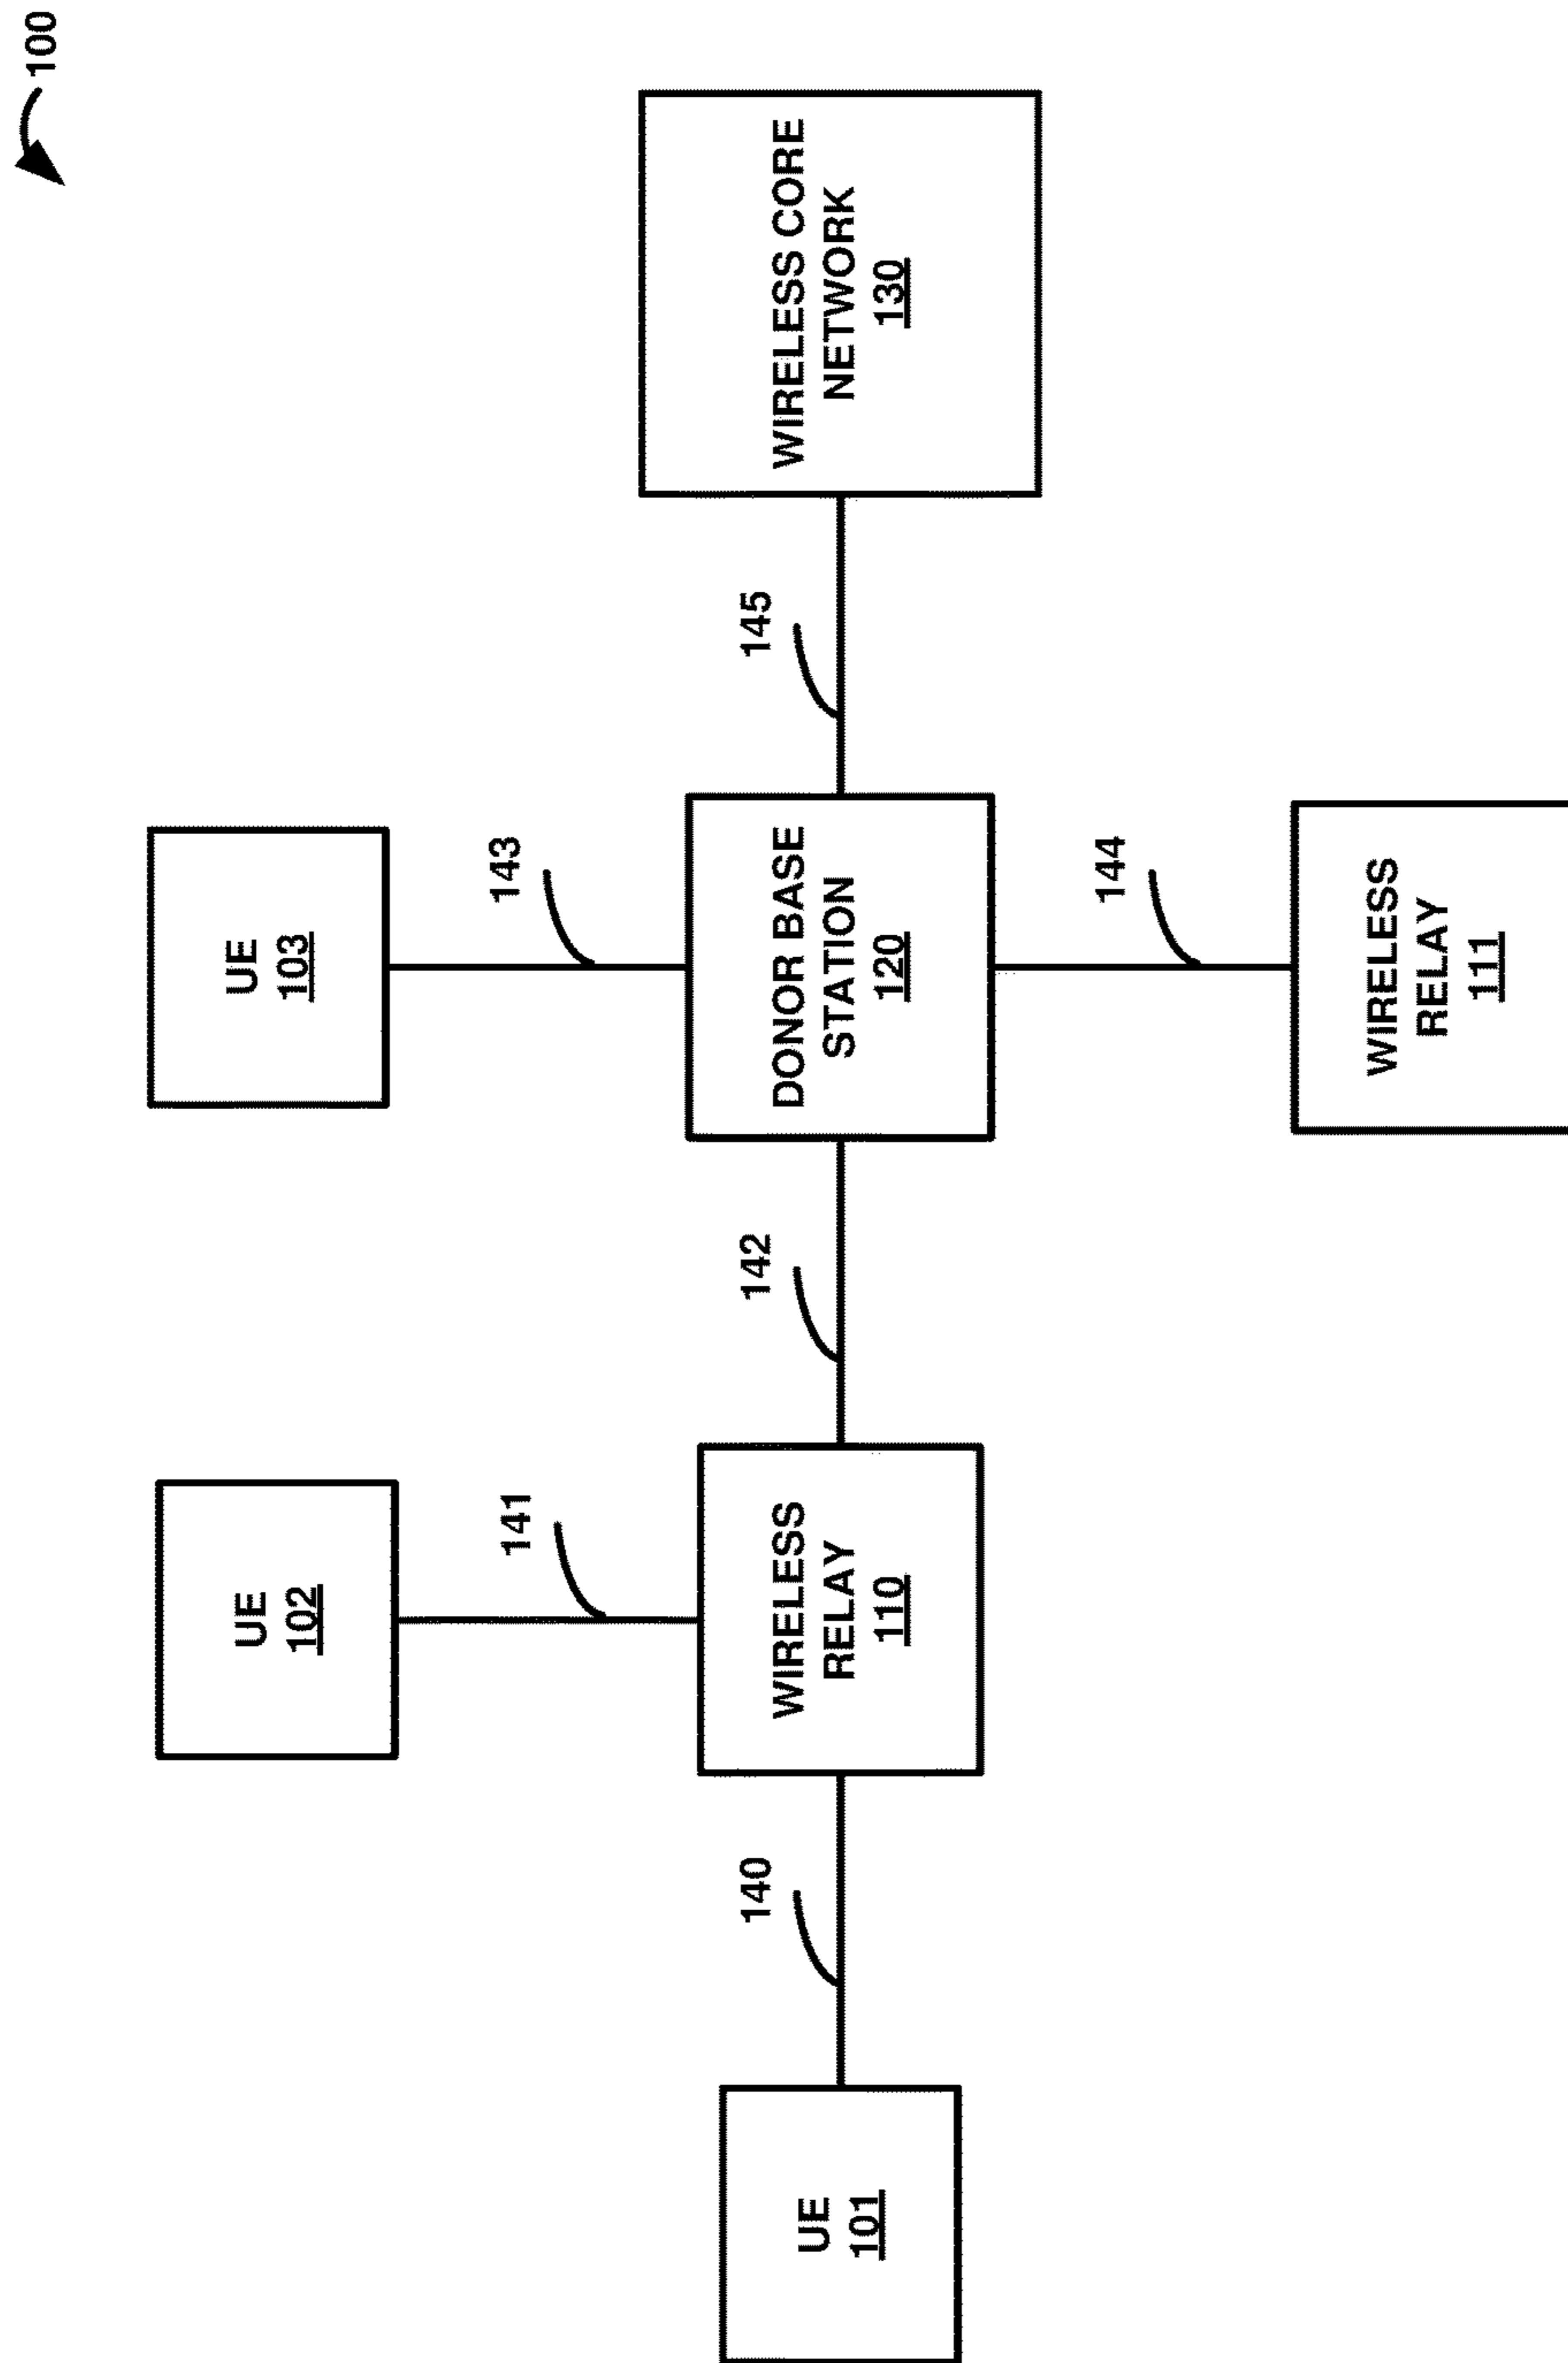 100
UE
102
UE
103
141
143
UE
101
140
WIRELESS
RELAY
110
142
DONOR BASE
STATION
120
145
WIRELESS CORE
NETWORK
130
144
WIRELESS
RELAY
111